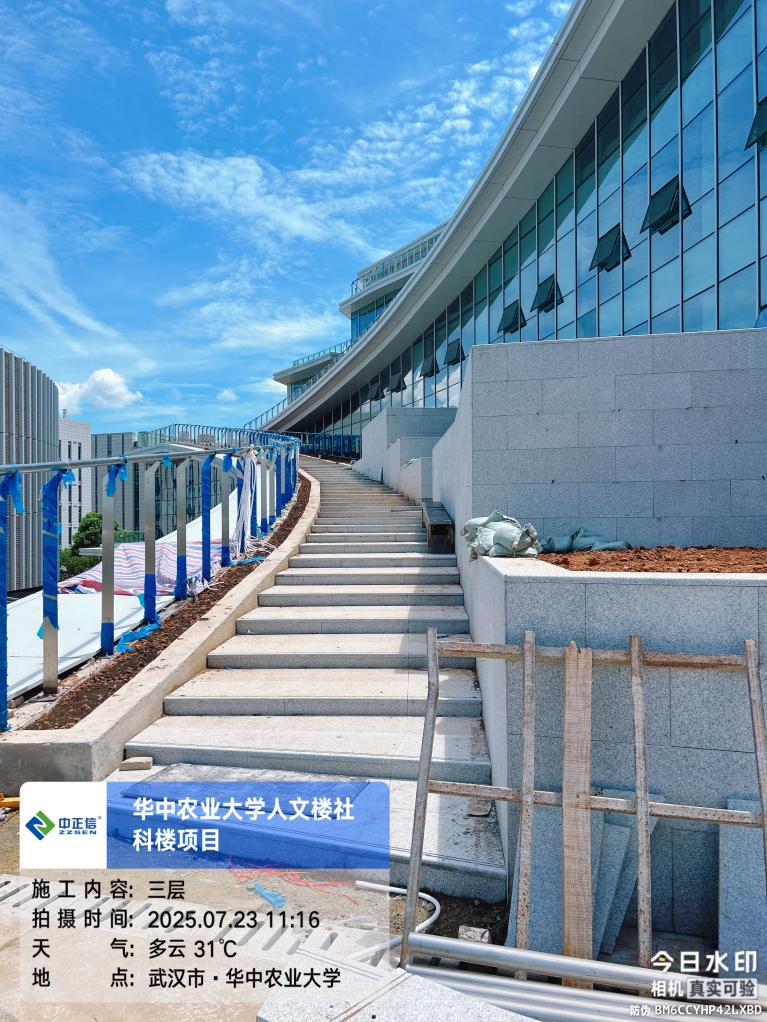 中正信®
ZZSEN
华中农业大学人文楼社
科楼项目
施工内容: 三层
拍摄时间: 2025.07.23 11:16
天气: 多云 31℃
地点: 武汉市·华中农业大学
今日水印
相机 真实可验
防伪 BM6CCYHP42LXBD